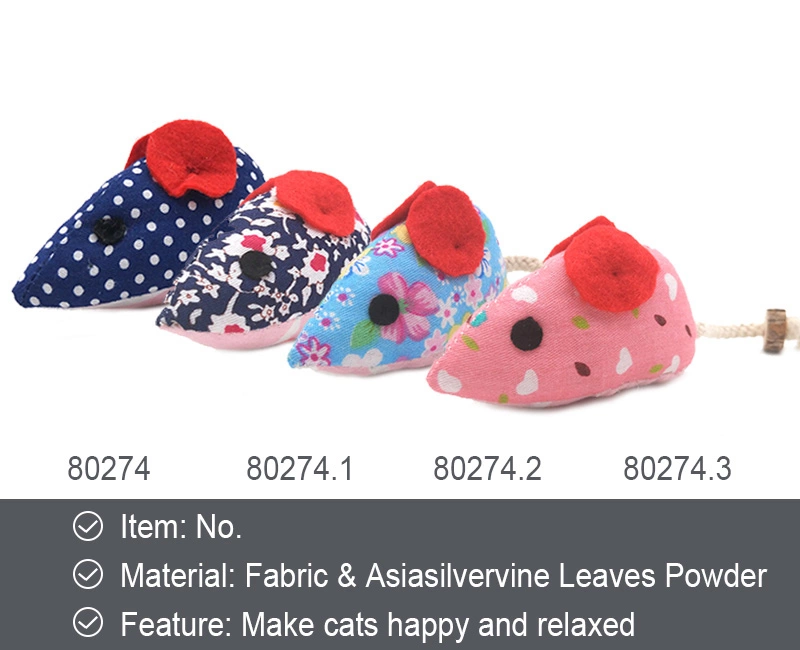 80274 80274.1 80274.2 80274.3
Item: No.
Material: Fabric & Asiasilvervine Leaves Powder
Feature: Make cats happy and relaxed